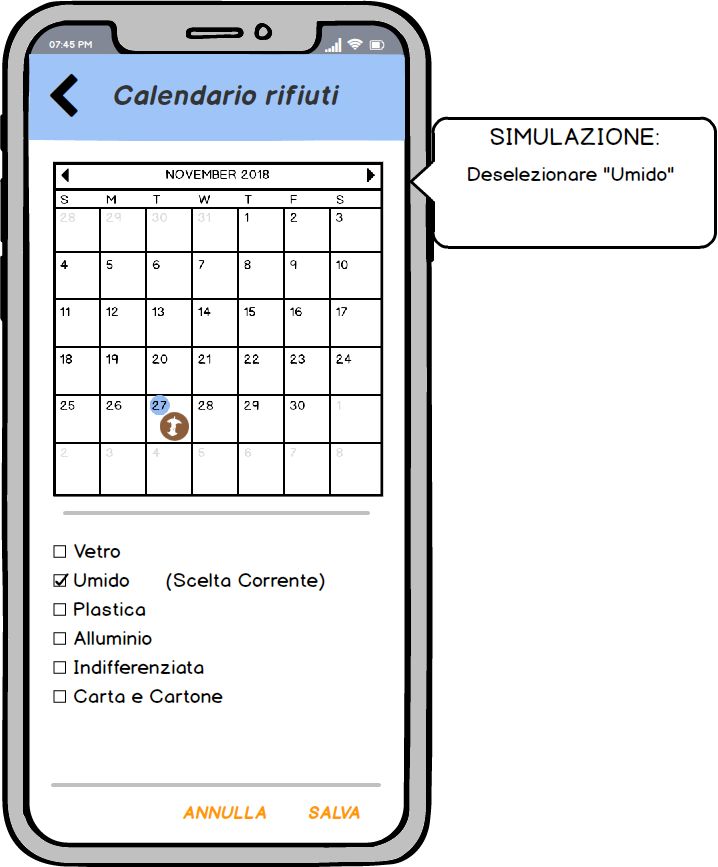 07:45 PM
Calendario rifiuti
SIMULAZIONE:
Deselezionare "Umido"
NOVEMBER 2018
S M T W T F S
28 29 30 31 1 2 3
4 5 6 7 8 9 10
11 12 13 14 15 16 17
18 19 20 21 22 23 24
25 26 27 28 29 30 1
2 3 4 5 6 7 8
Vetro
Umido (Scelta Corrente)
Plastica
Alluminio
Indifferenziata
Carta e Cartone
ANNULLA SALVA